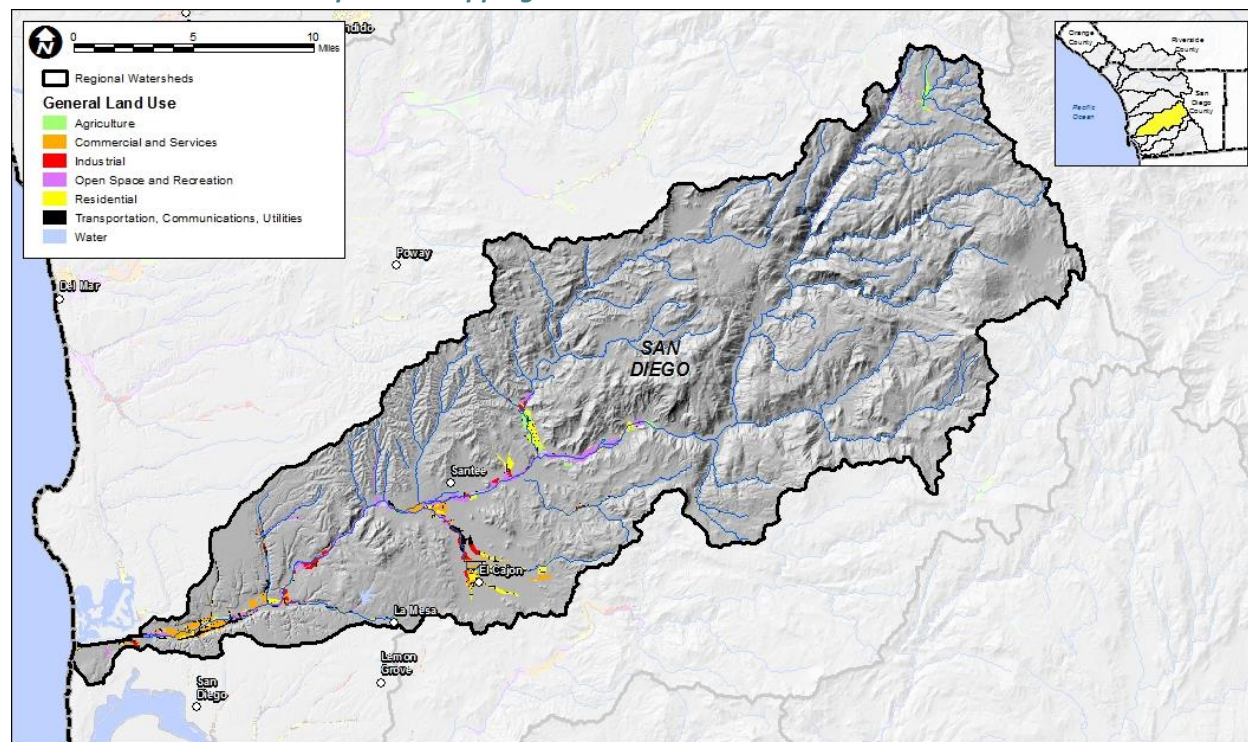 N
0 5 10
Miles
Regional Watersheds
General Land Use
Agriculture
Commercial and Services
Industrial
Open Space and Recreation
Residential
Transportation, Communications, Utilities
Water
ndido
Orange
County
Riverside
County
San
Diego
County
Pacific
Ocean
Poway
Del Mar
SAN
DIEGO
Santee
El Cajon
La Mesa
Lemon
Grove
San
Diego